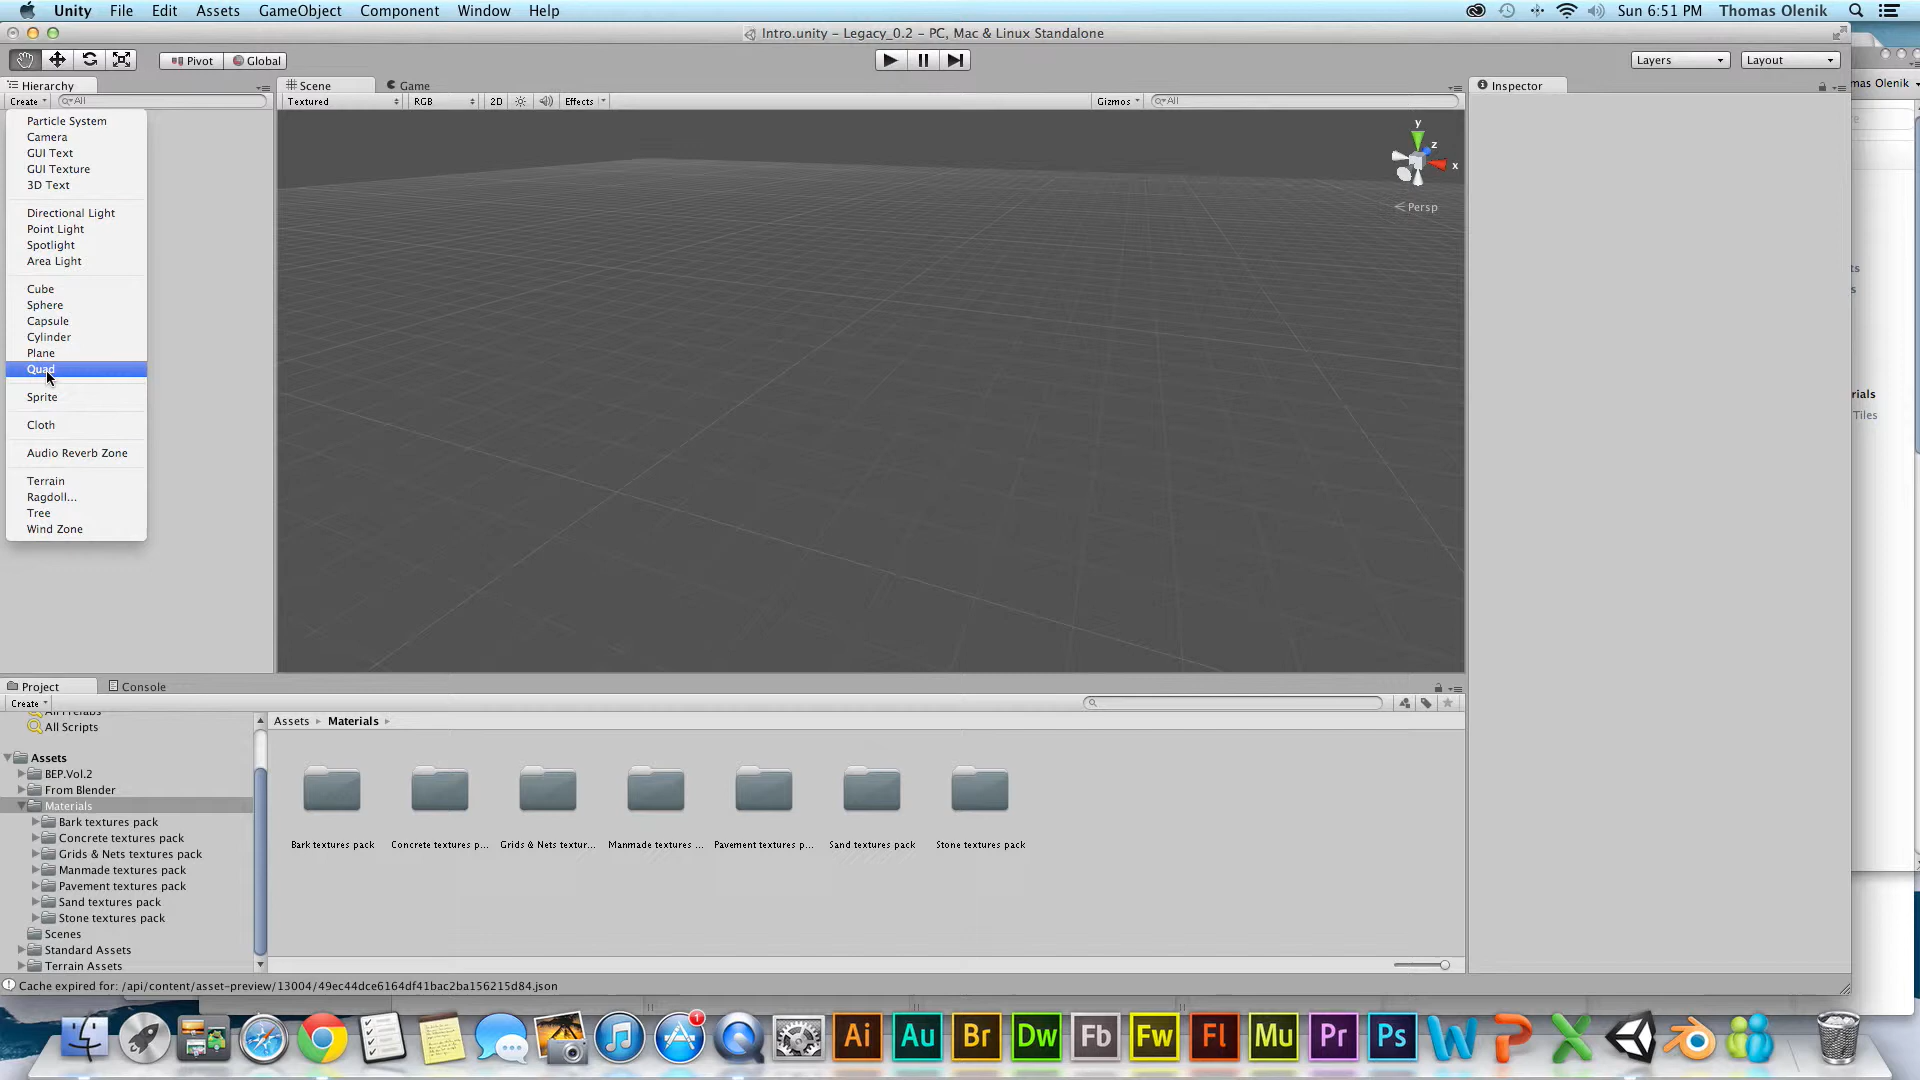 Unity File Edit Assets GameObject Component Window Help Sun 6:51 PM Thomas Olenik
Intro.unity – Legacy_0.2 – PC, Mac & Linux Standalone
Pivot Global Layers Layout
Hierarchy Scene Game Inspector mas Olenik
Create All Textured RGB 2D Effects Gizmos All
Particle System
Camera
GUI Text
GUI Texture
3D Text
Directional Light
Point Light
Spotlight
Area Light
Cube
Sphere
Capsule
Cylinder
Plane
Quad
Sprite
Cloth
Audio Reverb Zone
Terrain
Ragdoll...
Tree
Wind Zone
y
z
x
Persp
rials
Tiles
Project Console
Create
All Scripts
Assets
BEP.Vol.2
From Blender
Materials
Bark textures pack
Concrete textures pack
Grids & Nets textures pack
Manmade textures pack
Pavement textures pack
Sand textures pack
Stone textures pack
Scenes
Standard Assets
Terrain Assets
Assets Materials
Bark textures pack Concrete textures p... Grids & Nets textur... Manmade textures ... Pavement textures p... Sand textures pack Stone textures pack
Cache expired for: /api/content/asset-preview/13004/49ec44dce6164df41bac2ba156215d84.json
1
Ai Au Br Dw Fb Fw Fl Mu Pr Ps